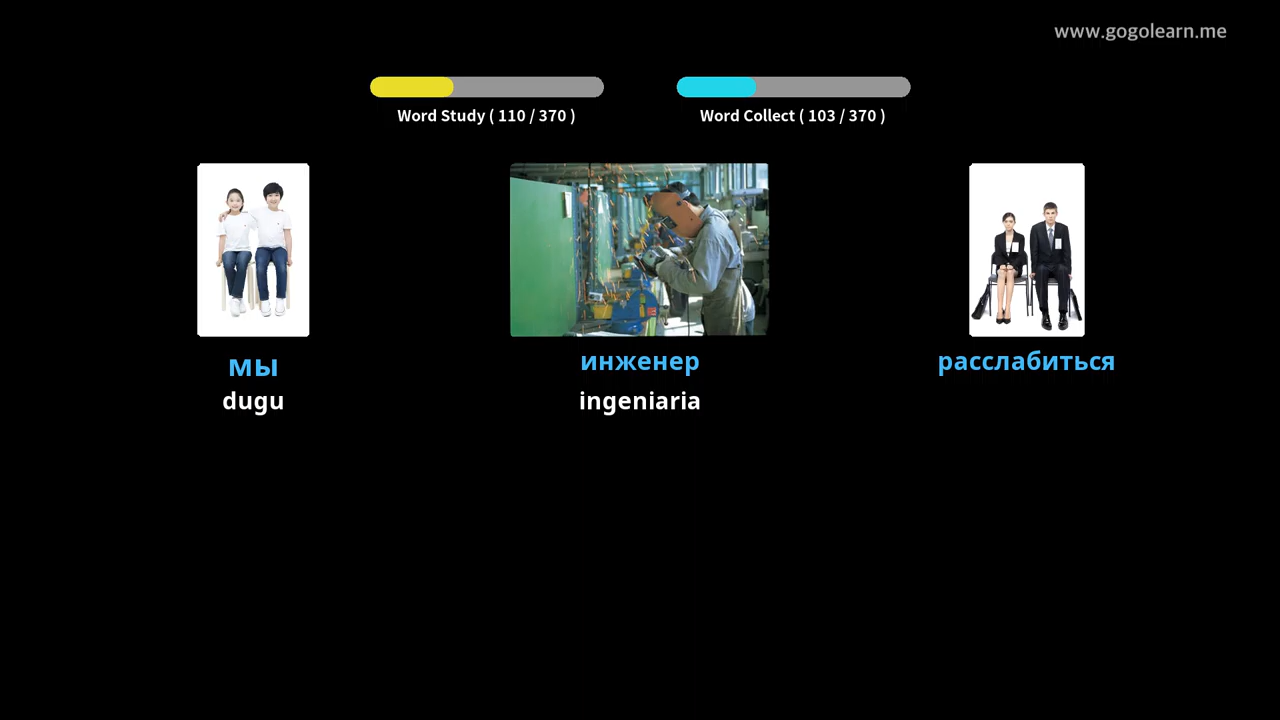 www.gogolearn.me
Word Study ( 110 / 370 )
Word Collect ( 103 / 370 )
мы
инженер
расслабиться
dugu
ingeniaria